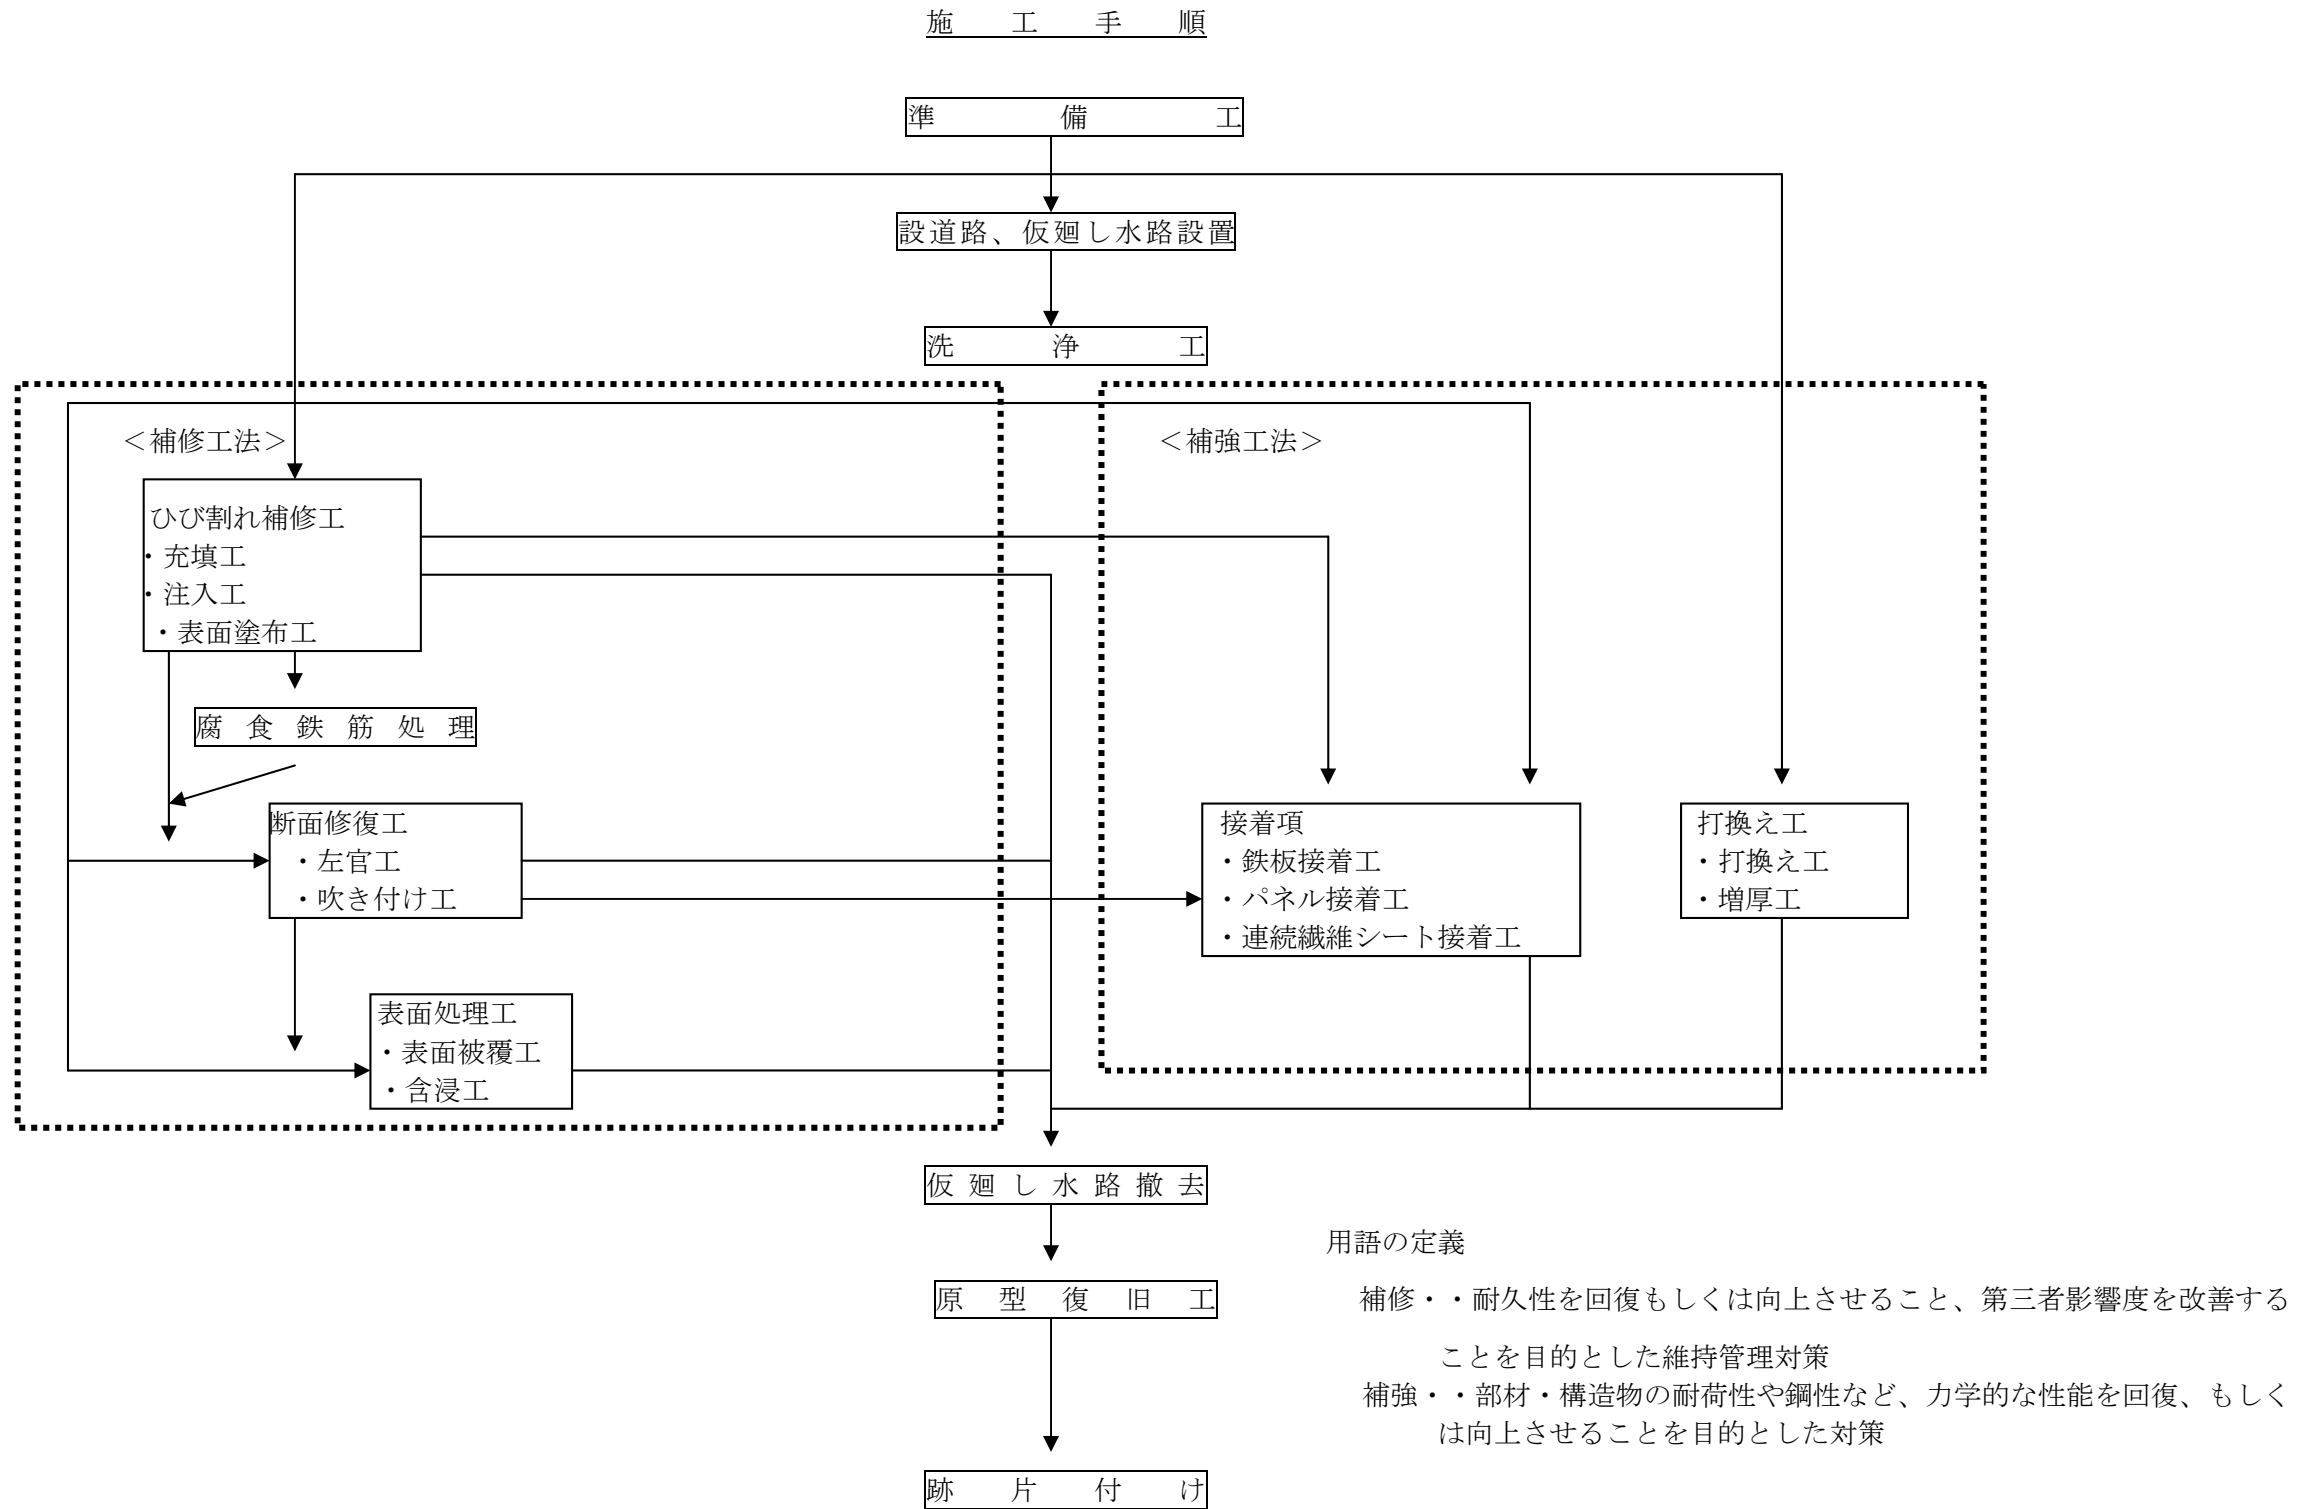 施工手順
準備工
設道路、仮廻し水路設置
洗浄工
＜補修工法＞
＜補強工法＞
ひび割れ補修工
・充填工
・注入工
・表面塗布工
腐食鉄筋処理
断面修復工
・左官工
・吹き付け工
接着項
・鉄板接着工
・パネル接着工
・連続繊維シート接着工
打換え工
・打換え工
・増厚工
表面処理工
・表面被覆工
・含浸工
仮廻し水路撤去
原型復旧工
跡片付け
用語の定義
補修・・耐久性を回復もしくは向上させること、第三者影響度を改善する
ことを目的とした維持管理対策
補強・・部材・構造物の耐荷性や鋼性など、力学的な性能を回復、もしく
は向上させることを目的とした対策